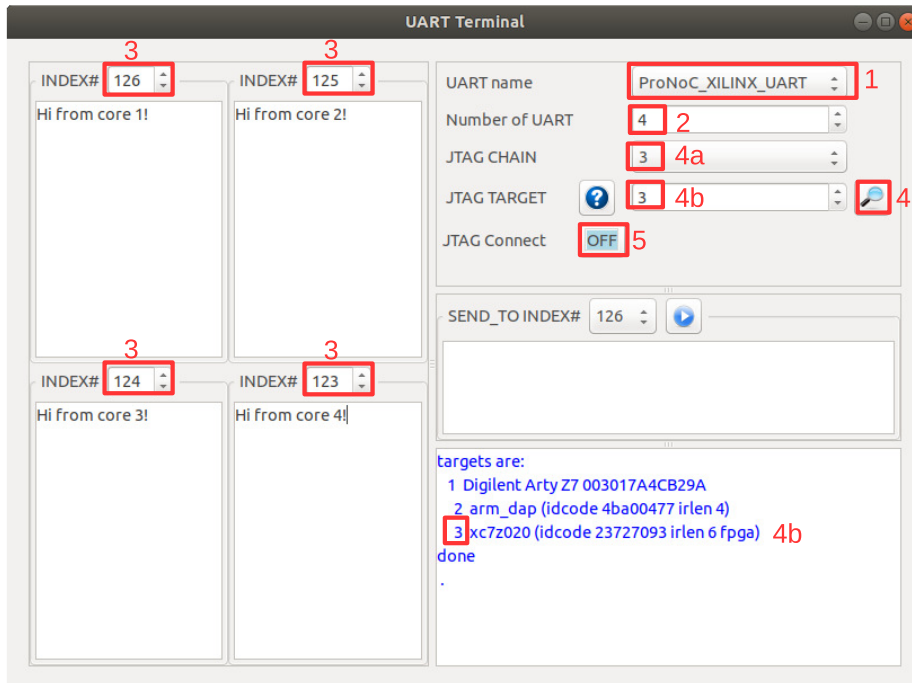 UART Terminal
3 3
INDEX# 126 INDEX# 125
Hi from core 1! Hi from core 2!
3 3
INDEX# 124 INDEX# 123
Hi from core 3! Hi from core 4!
UART name ProNoC_XILINX_UART 1
Number of UART 4 2
JTAG CHAIN 3 4a
JTAG TARGET ? 3 4b 4
JTAG Connect OFF 5
SEND_TO INDEX# 126
targets are:
1 Digilent Arty Z7 003017A4CB29A
2 arm_dap (idcode 4ba00477 irlen 4)
3 xc7z020 (idcode 23727093 irlen 6 fpga) 4b
done
.